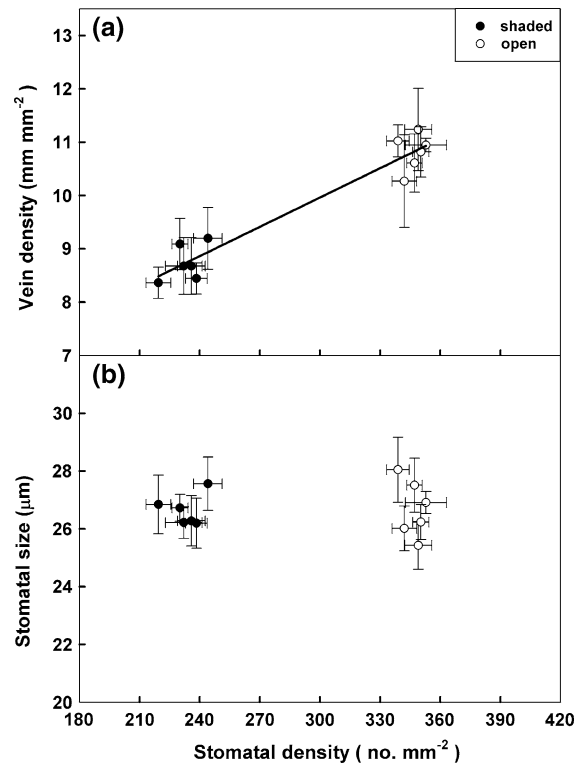 (a)
shaded
open
13
12
11
10
9
8
7
Vein density (mm mm⁻²)
(b)
30
28
26
24
22
20
Stomatal size (μm)
180 210 240 270 300 330 360 390 420
Stomatal density ( no. mm⁻² )